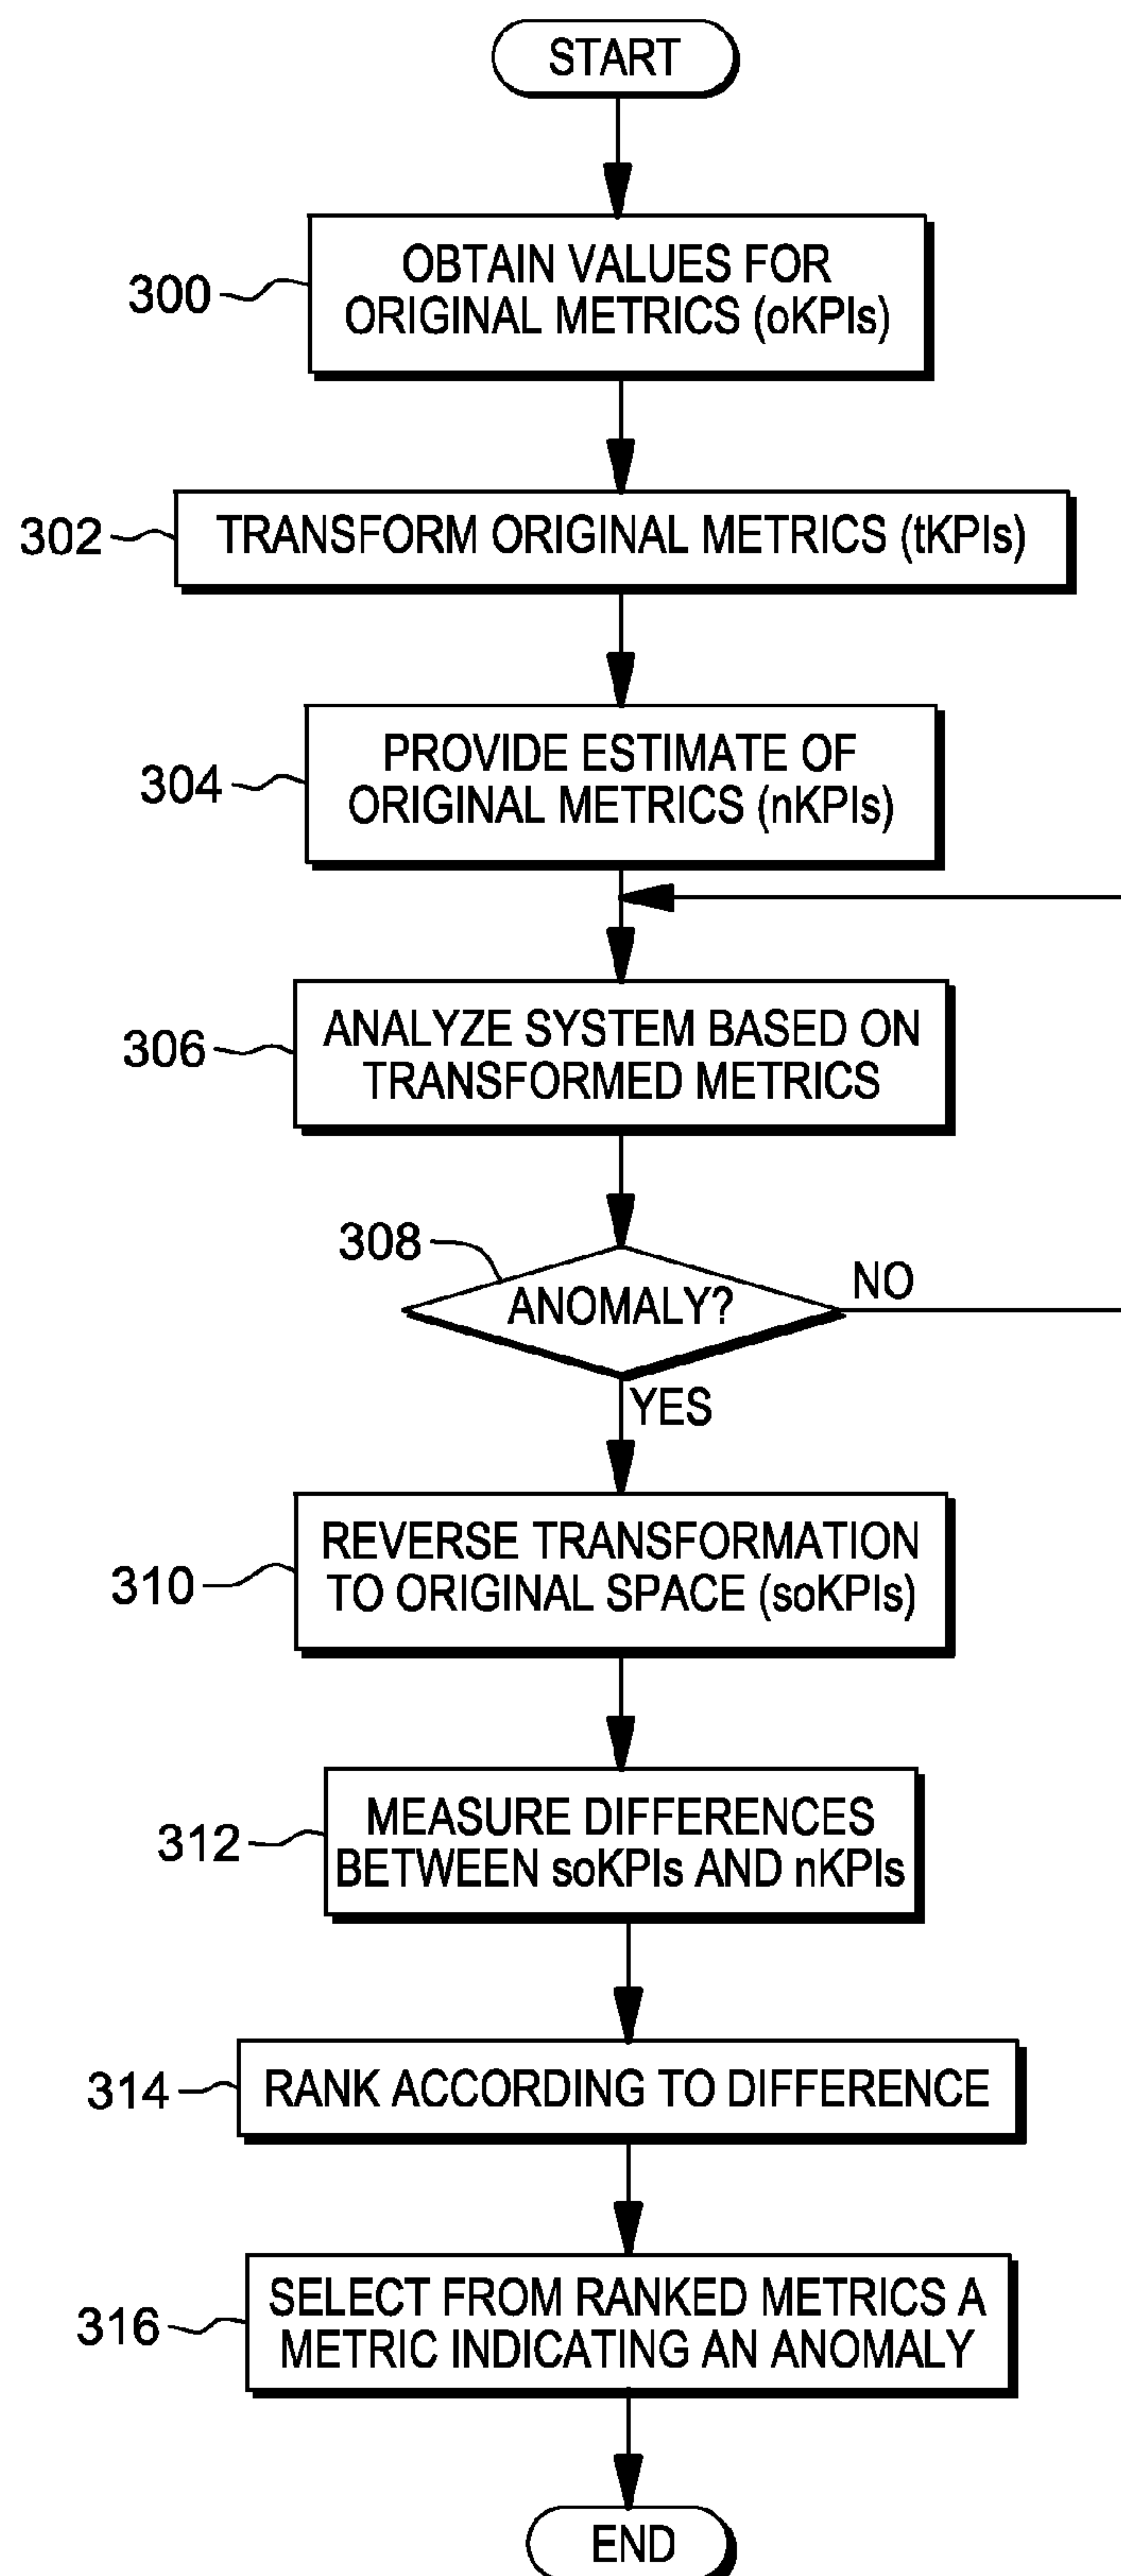 START
300
OBTAIN VALUES FOR
ORIGINAL METRICS (oKPIs)
302
TRANSFORM ORIGINAL METRICS (tKPIs)
304
PROVIDE ESTIMATE OF
ORIGINAL METRICS (nKPIs)
306
ANALYZE SYSTEM BASED ON
TRANSFORMED METRICS
308
ANOMALY?
NO
YES
310
REVERSE TRANSFORMATION
TO ORIGINAL SPACE (soKPIs)
312
MEASURE DIFFERENCES
BETWEEN soKPIs AND nKPIs
314
RANK ACCORDING TO DIFFERENCE
316
SELECT FROM RANKED METRICS A
METRIC INDICATING AN ANOMALY
END